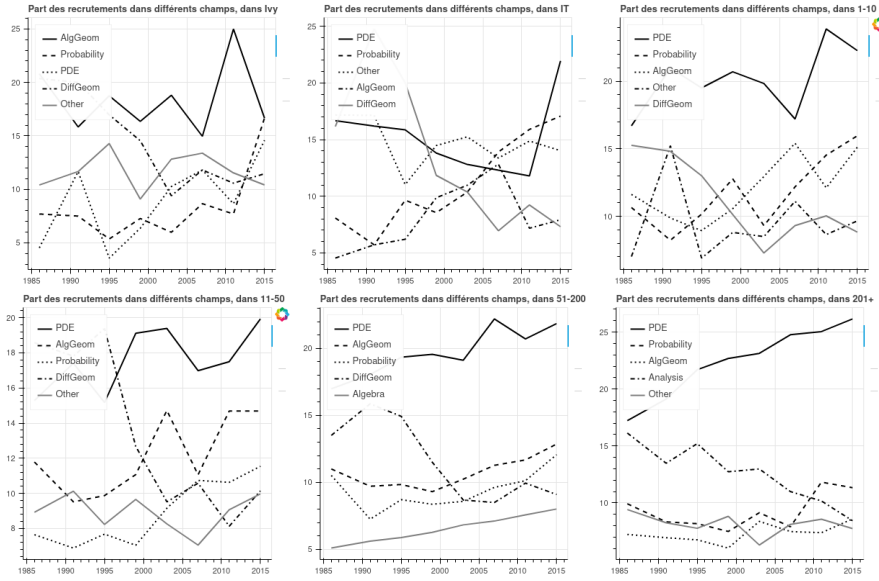 Part des recrutements dans différents champs, dans Ivy
25
20
15
10
5
1985 1990 1995 2000 2005 2010 2015
AlgGeom
Probability
PDE
DiffGeom
Other
Part des recrutements dans différents champs, dans IT
25
20
15
10
5
1985 1990 1995 2000 2005 2010 2015
PDE
Probability
Other
AlgGeom
DiffGeom
Part des recrutements dans différents champs, dans 1-10
20
15
10
1985 1990 1995 2000 2005 2010 2015
PDE
Probability
AlgGeom
Other
DiffGeom
Part des recrutements dans différents champs, dans 11-50
20
18
16
14
12
10
8
1985 1990 1995 2000 2005 2010 2015
PDE
AlgGeom
Probability
DiffGeom
Other
Part des recrutements dans différents champs, dans 51-200
20
15
10
5
1985 1990 1995 2000 2005 2010 2015
PDE
AlgGeom
Probability
DiffGeom
Algebra
Part des recrutements dans différents champs, dans 201+
25
20
15
10
1985 1990 1995 2000 2005 2010 2015
PDE
Probability
AlgGeom
Analysis
Other